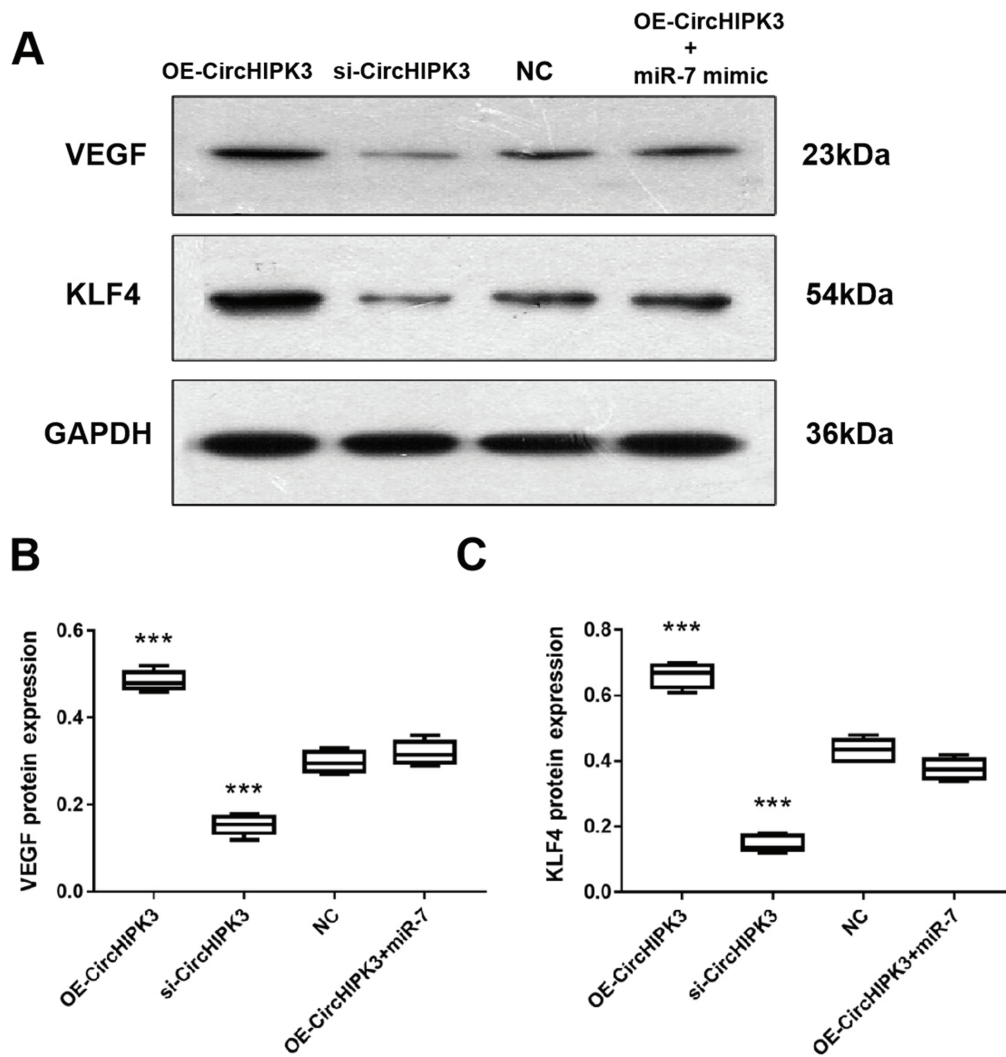 A
OE-CircHIPK3
si-CircHIPK3
NC
OE-CircHIPK3
+
miR-7 mimic
VEGF
23kDa
KLF4
54kDa
GAPDH
36kDa
B
VEGF protein expression
0.6
0.4
0.2
0.0
***
***
OE-CircHIPK3
si-CircHIPK3
NC
OE-CircHIPK3+miR-7
C
KLF4 protein expression
0.8
0.6
0.4
0.2
0.0
***
***
OE-CircHIPK3
si-CircHIPK3
NC
OE-CircHIPK3+miR-7